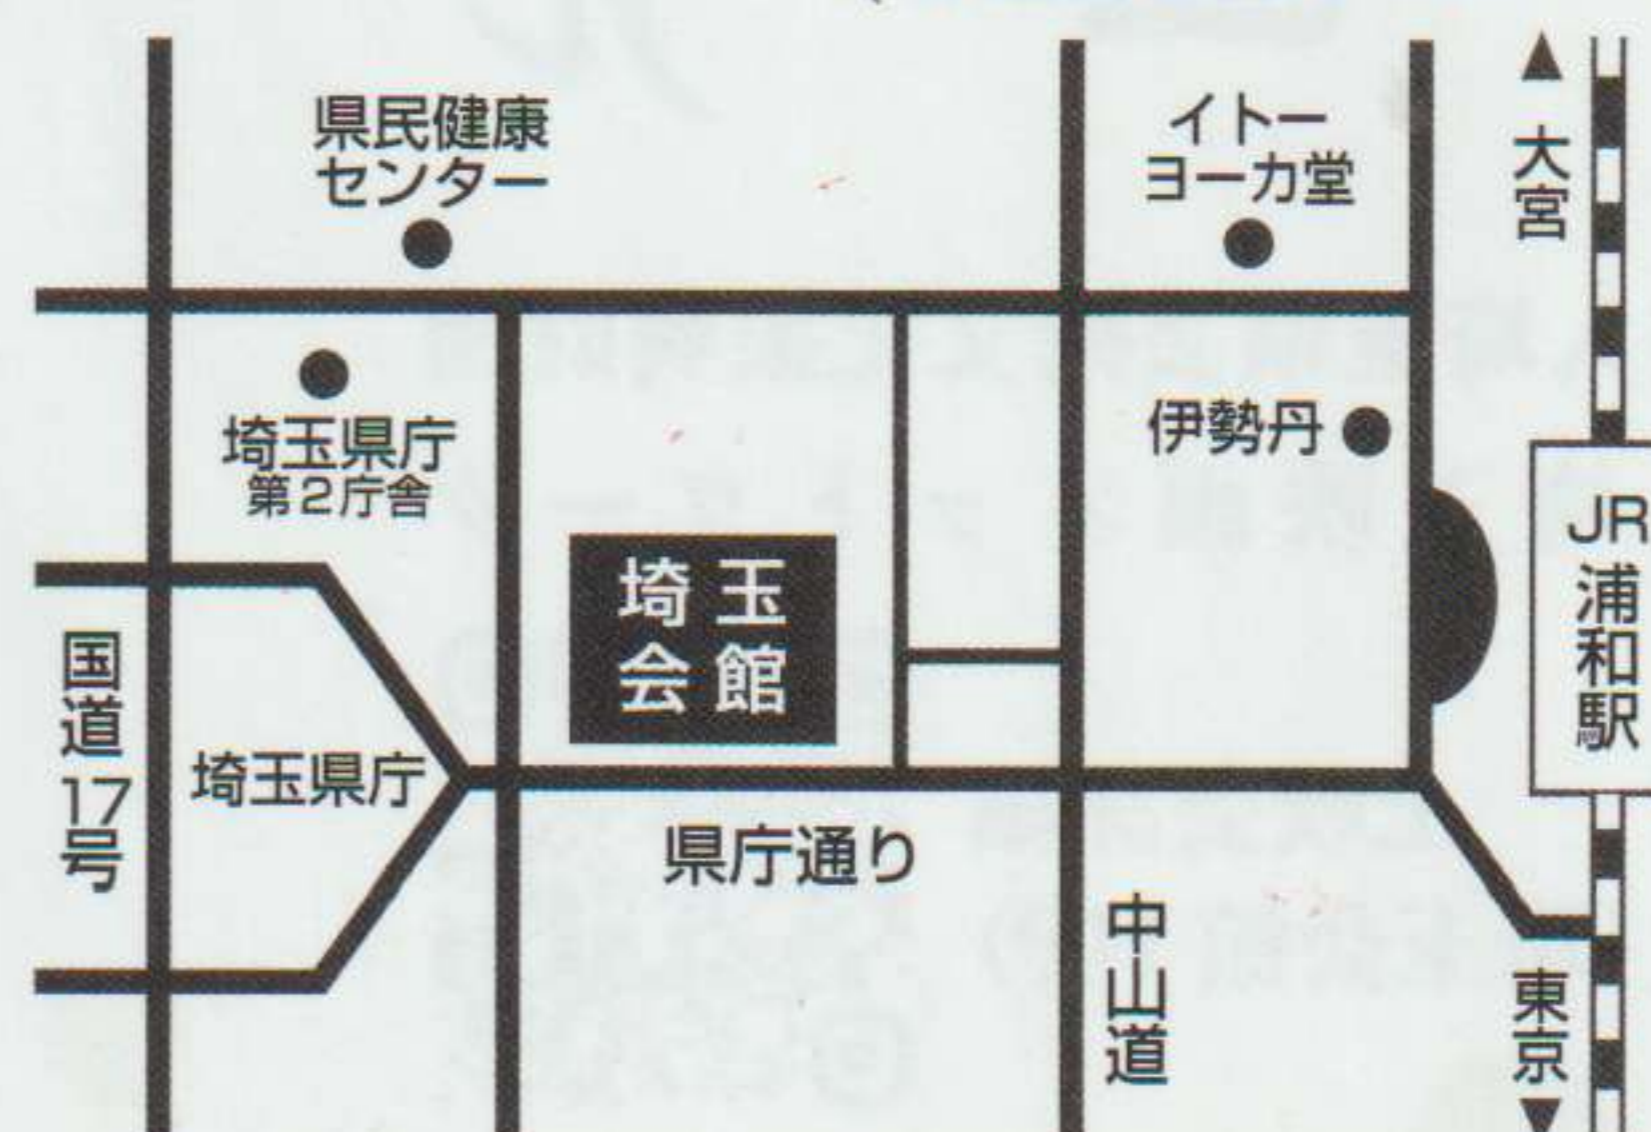 県民健康
センター
イトー
ヨーカ堂
▲大宮
埼玉県庁
第2庁舎
伊勢丹
埼玉
会館
JR
浦和駅
国道17号
埼玉県庁
県庁通り
中山道
東京▼